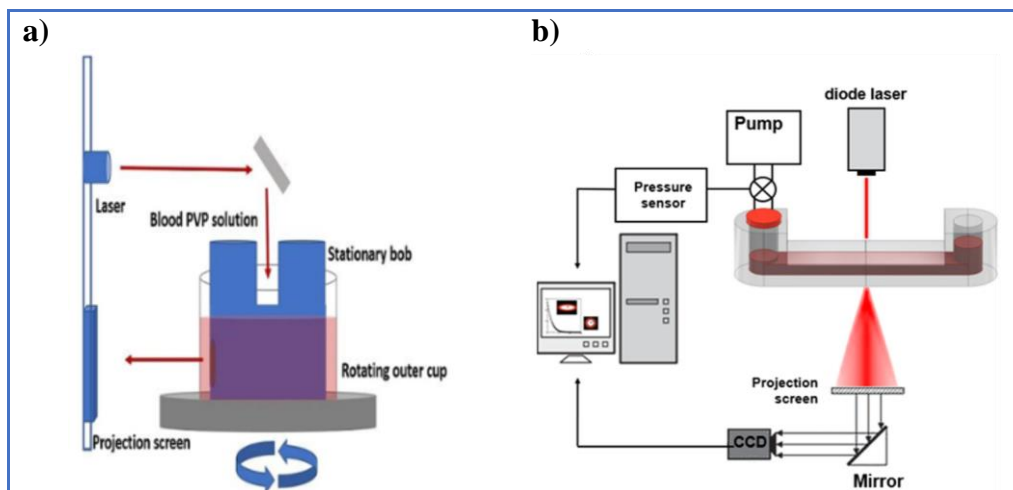 a)
Laser
Blood PVP solution
Stationary bob
Rotating outer cup
Projection screen
b)
diode laser
Pump
Pressure
sensor
Projection
screen
CCD
Mirror